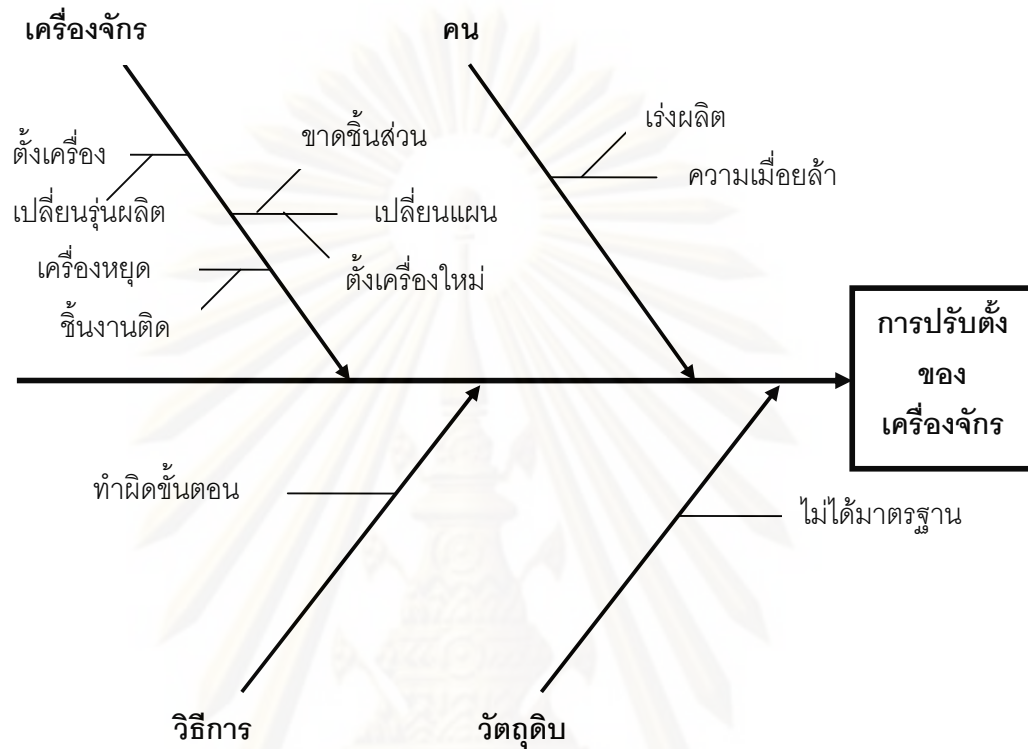 เครื่องจักร
คน
เร่งผลิต
ขาดชิ้นส่วน
ตั้งเครื่อง
ความเมื่อยล้า
เปลี่ยนรุ่นผลิต
เปลี่ยนแผน
เครื่องหยุด
ตั้งเครื่องใหม่
ชิ้นงานติด
การปรับตั้ง
ของ
เครื่องจักร
ทำผิดขั้นตอน
ไม่ได้มาตรฐาน
วิธีการ
วัตถุดิบ